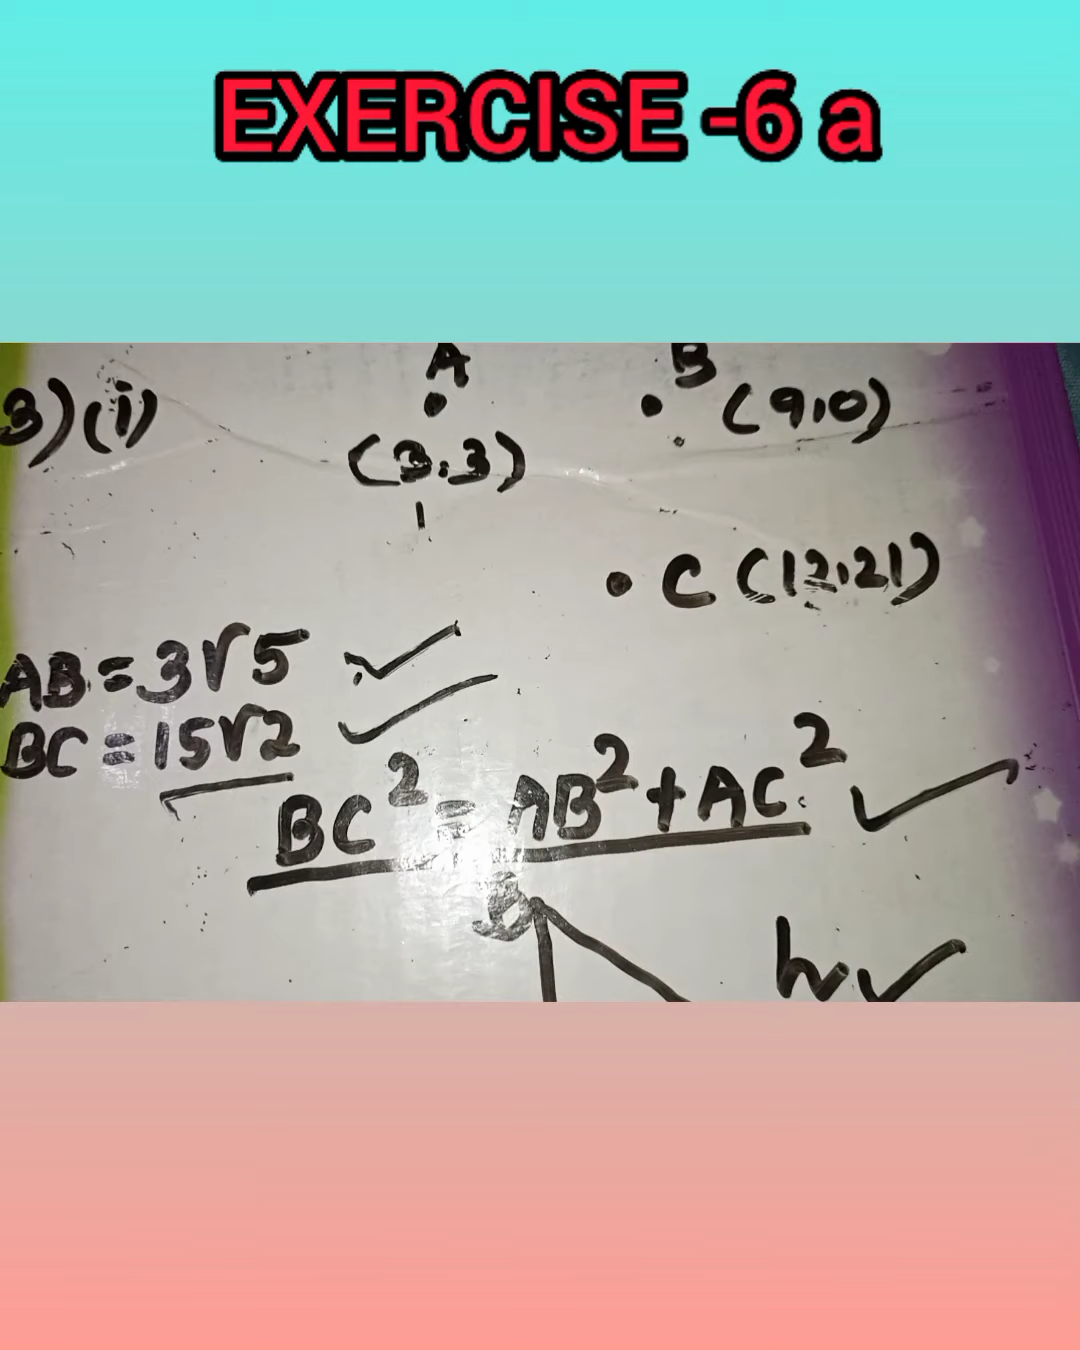 EXERCISE -6 a
3) (i)
A
B
(3,3)
(9,0)
C (12,21)
AB = 3√5
BC = 15√2
BC² = AB² + AC²
B